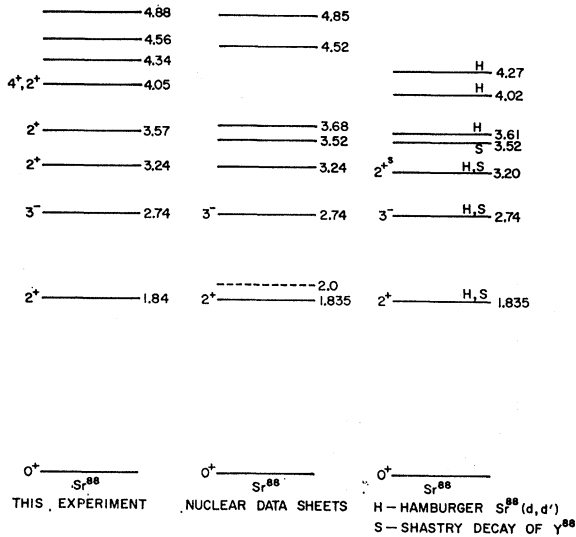 4.88
4.56
4.34
4⁺,2⁺ 4.05
2⁺ 3.57
2⁺ 3.24
3⁻ 2.74
2⁺ 1.84
0⁺
Sr⁸⁸
THIS EXPERIMENT
4.85
4.52
3.68
3.52
3.24
3⁻ 2.74
2.0
2⁺ 1.835
0⁺
Sr⁸⁸
NUCLEAR DATA SHEETS
H 4.27
H 4.02
H 3.61
S 3.52
2⁺ˢ H,S 3.20
3⁻ H,S 2.74
2⁺ H,S 1.835
0⁺
Sr⁸⁸
H – HAMBURGER Sr⁸⁸(d,d')
S – SHASTRY DECAY OF Y⁸⁸